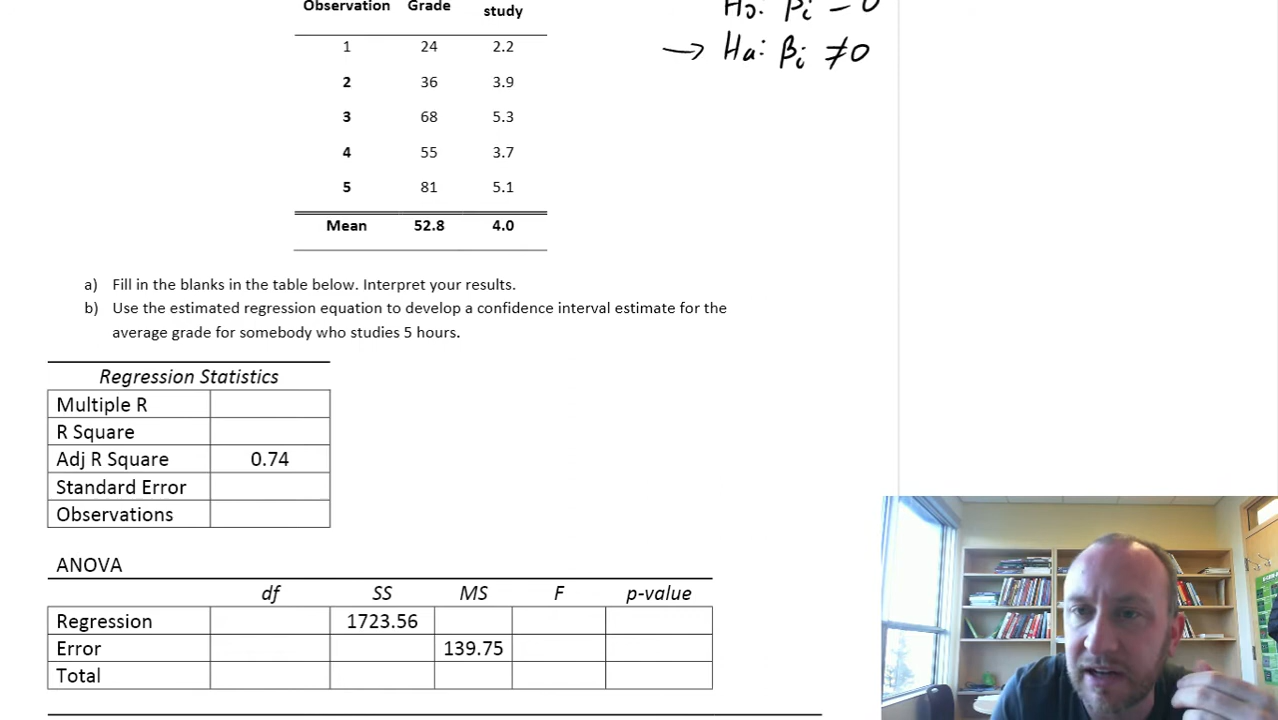 Observation Grade study
Ho: βi = 0
→ Ha: βi ≠ 0
1 24 2.2
2 36 3.9
3 68 5.3
4 55 3.7
5 81 5.1
Mean 52.8 4.0
a) Fill in the blanks in the table below. Interpret your results.
b) Use the estimated regression equation to develop a confidence interval estimate for the
average grade for somebody who studies 5 hours.
Regression Statistics
Multiple R
R Square
Adj R Square 0.74
Standard Error
Observations
ANOVA
df SS MS F p-value
Regression 1723.56
Error 139.75
Total